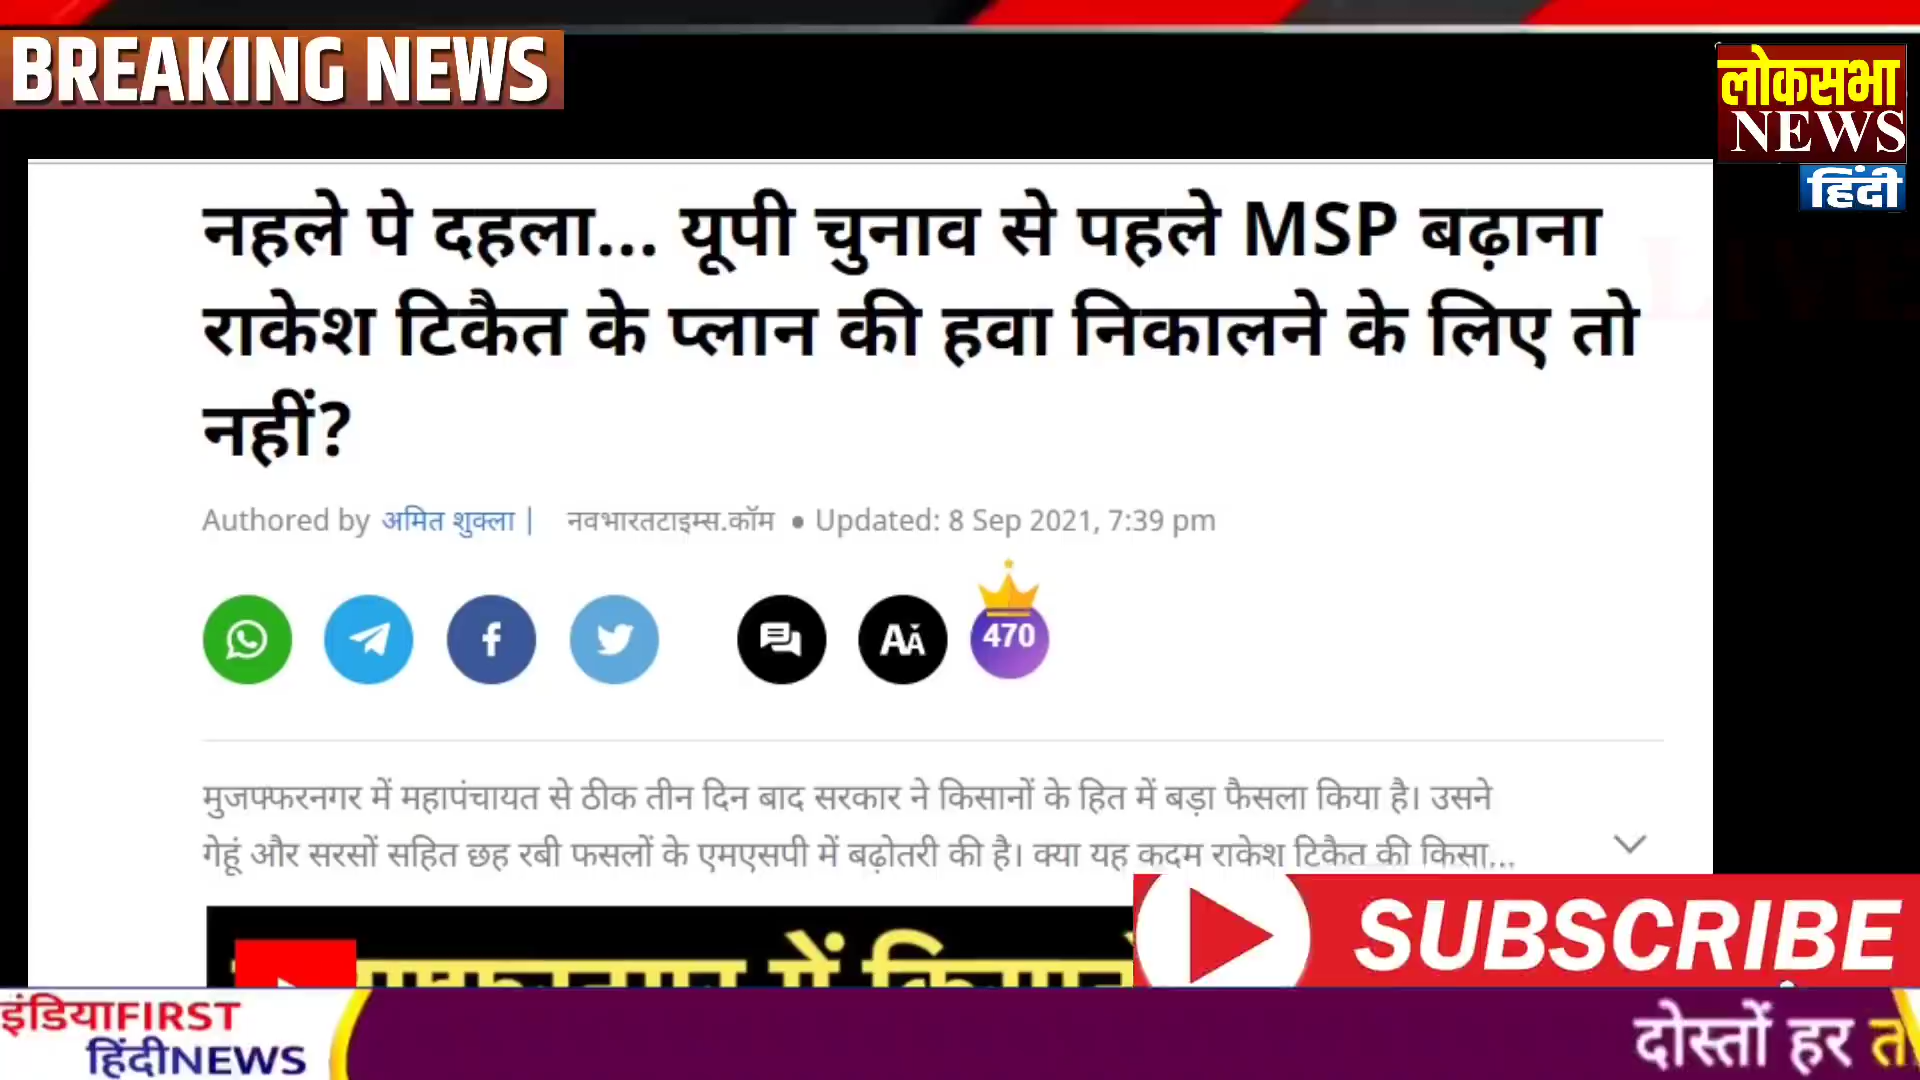 BREAKING NEWS
लोकसभा
NEWS
हिंदी
नहले पे दहला... यूपी चुनाव से पहले MSP बढ़ाना
राकेश टिकैत के प्लान की हवा निकालने के लिए तो
नहीं?
Authored by अमित शुक्ला | नवभारतटाइम्स.कॉम • Updated: 8 Sep 2021, 7:39 pm
470
मुजफ्फरनगर में महापंचायत से ठीक तीन दिन बाद सरकार ने किसानों के हित में बड़ा फैसला किया है। उसने
गेहूं और सरसों सहित छह रबी फसलों के एमएसपी में बढ़ोतरी की है। क्या यह कदम राकेश टिकैत की किसा...
SUBSCRIBE
इंडियाFIRST
हिंदीNEWS
दोस्तों हर